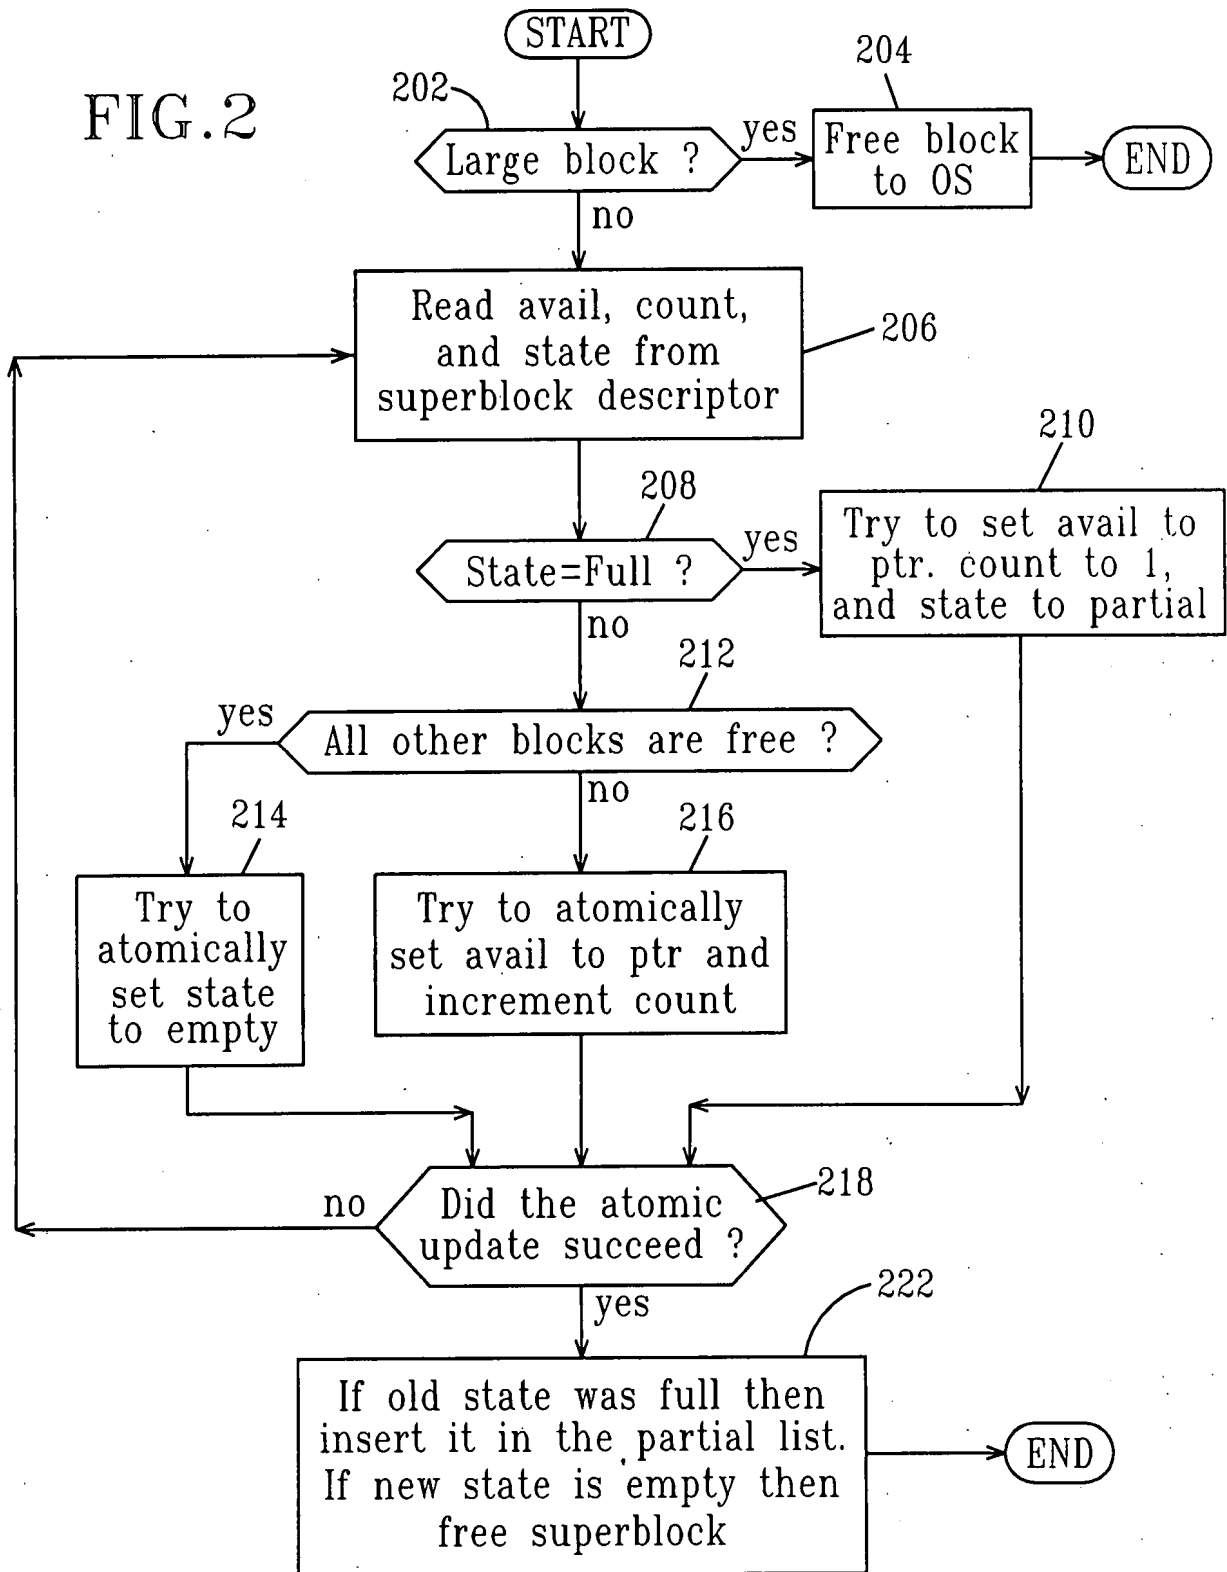 START
FIG.2
202
204
Large block ?
yes
Free block
to OS
END
no
Read avail, count,
and state from
superblock descriptor
206
208
210
State=Full ?
yes
Try to set avail to
ptr. count to 1,
and state to partial
no
212
yes
All other blocks are free ?
no
214
216
Try to
atomically
set state
to empty
Try to atomically
set avail to ptr and
increment count
no
Did the atomic
update succeed ?
218
yes
222
If old state was full then
insert it in the partial list.
If new state is empty then
free superblock
END